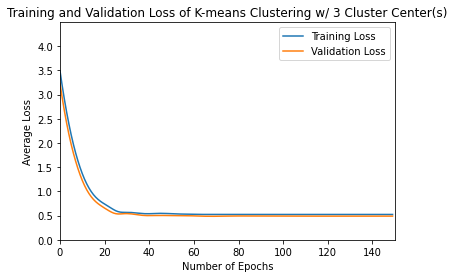 Training and Validation Loss of K-means Clustering w/ 3 Cluster Center(s)
Training Loss
Validation Loss
4.0
3.5
3.0
2.5
2.0
1.5
1.0
0.5
0.0
Average Loss
0 20 40 60 80 100 120 140
Number of Epochs